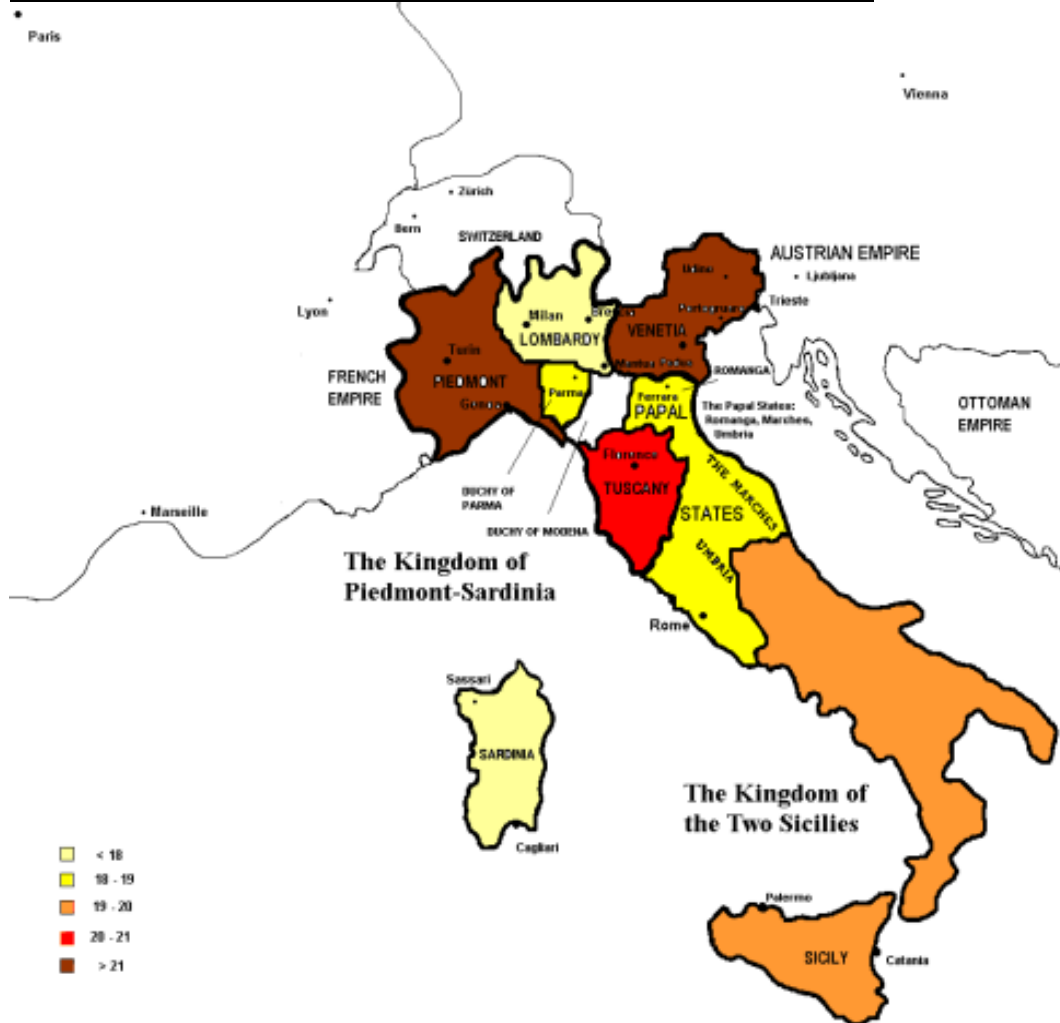 Paris
Vienna
Zürich
Bern
SWITZERLAND
AUSTRIAN EMPIRE
Udine
Ljubljana
Lyon
Trieste
Milan
Brescia
Portogruaro
LOMBARDY
VENETIA
Turin
Mantua
Padua
FRENCH
EMPIRE
PIEDMONT
Parma
ROMANGA
Genoa
Ferrara
PAPAL
The Papal States:
Romanga, Marches,
Umbria
OTTOMAN
EMPIRE
Florence
THE MARCHES
TUSCANY
DUCHY OF
PARMA
STATES
Marseille
DUCHY OF MODENA
UMBRIA
The Kingdom of
Piedmont-Sardinia
Rome
Sassari
SARDINIA
The Kingdom of
the Two Sicilies
Cagliari
< 18
18 - 19
19 - 20
20 - 21
> 21
Palermo
SICILY
Catania